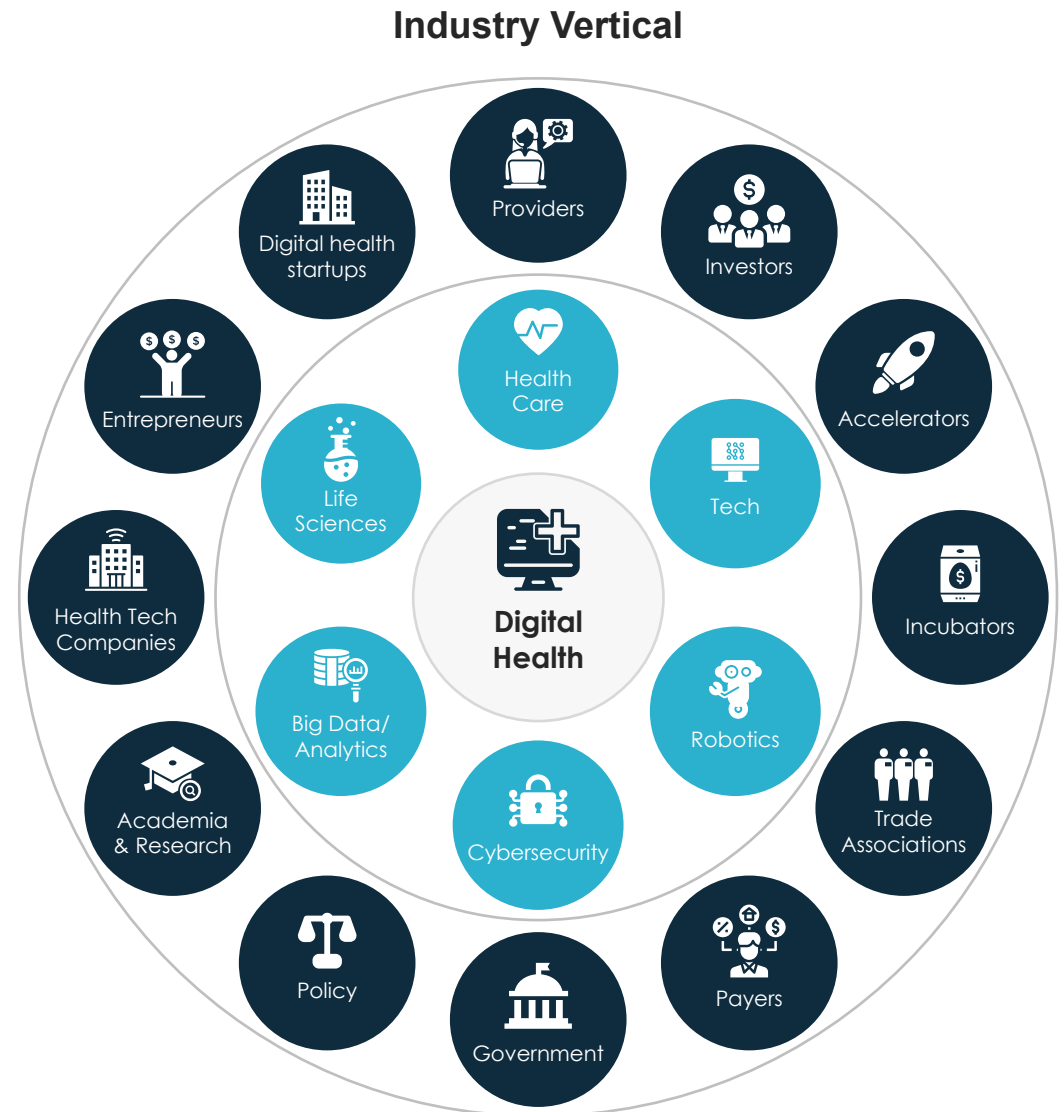 Industry Vertical
Providers
Investors
Accelerators
Incubators
Trade
Associations
Payers
Government
Policy
Academia
& Research
Health Tech
Companies
Entrepreneurs
Digital health
startups
Health
Care
Tech
Robotics
Cybersecurity
Big Data/
Analytics
Life
Sciences
Digital
Health